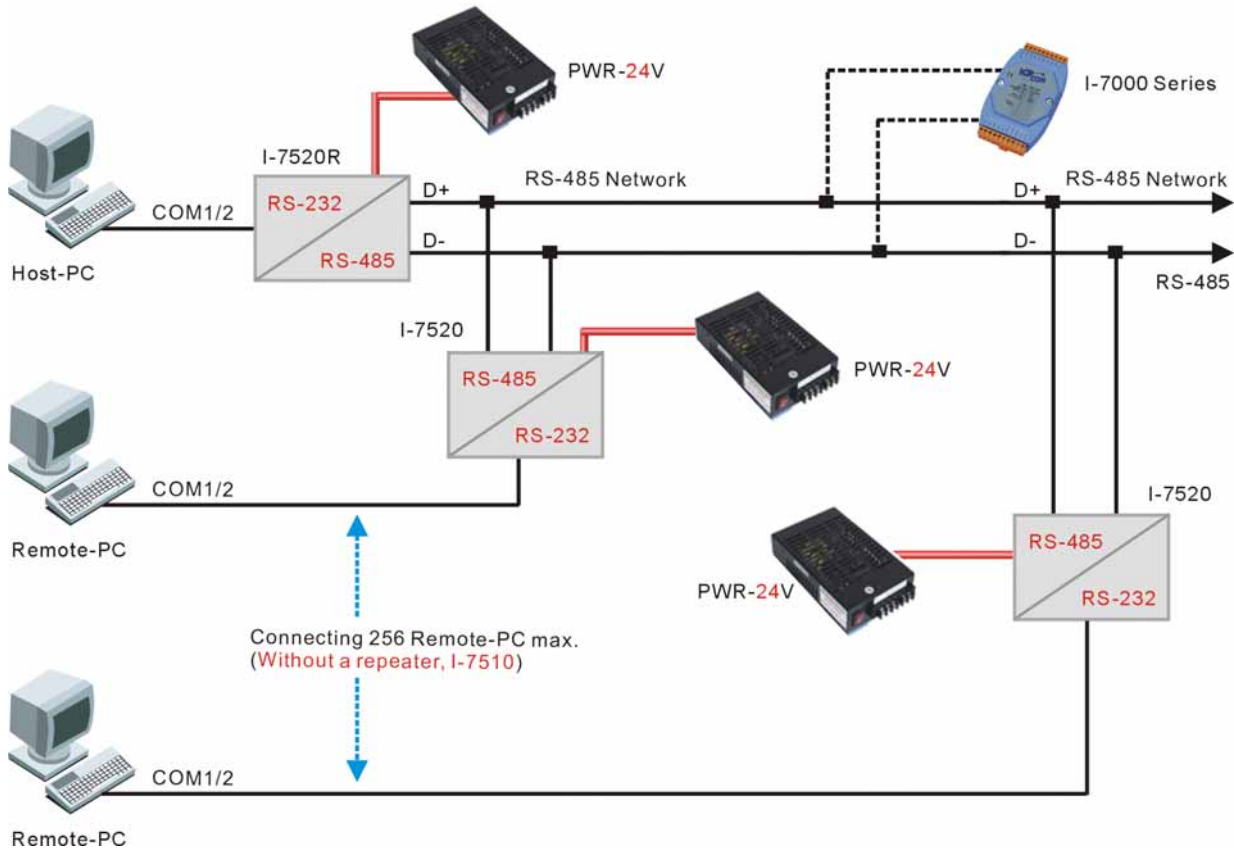 PWR-24V
I-7000 Series
I-7520R
RS-232
RS-485
COM1/2
Host-PC
D+
RS-485 Network
D+
RS-485 Network
D-
D-
RS-485
I-7520
RS-485
RS-232
PWR-24V
COM1/2
Remote-PC
I-7520
RS-485
RS-232
PWR-24V
Connecting 256 Remote-PC max.
(Without a repeater, I-7510)
COM1/2
Remote-PC